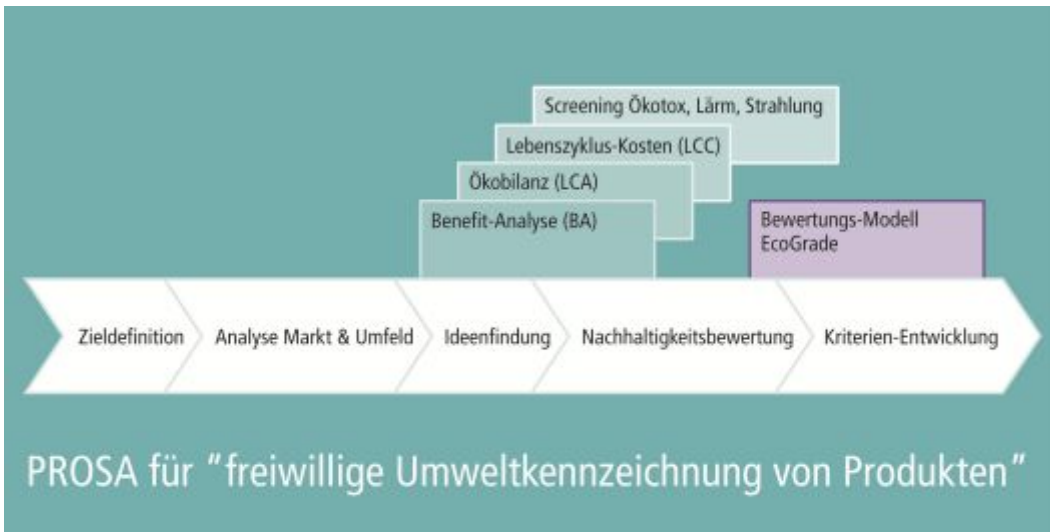 Screening Ökotox, Lärm, Strahlung
Lebenszyklus-Kosten (LCC)
Ökobilanz (LCA)
Benefit-Analyse (BA)
Bewertungs-Modell
EcoGrade
Zieldefinition
Analyse Markt & Umfeld
Ideenfindung
Nachhaltigkeitsbewertung
Kriterien-Entwicklung
PROSA für "freiwillige Umweltkennzeichnung von Produkten"